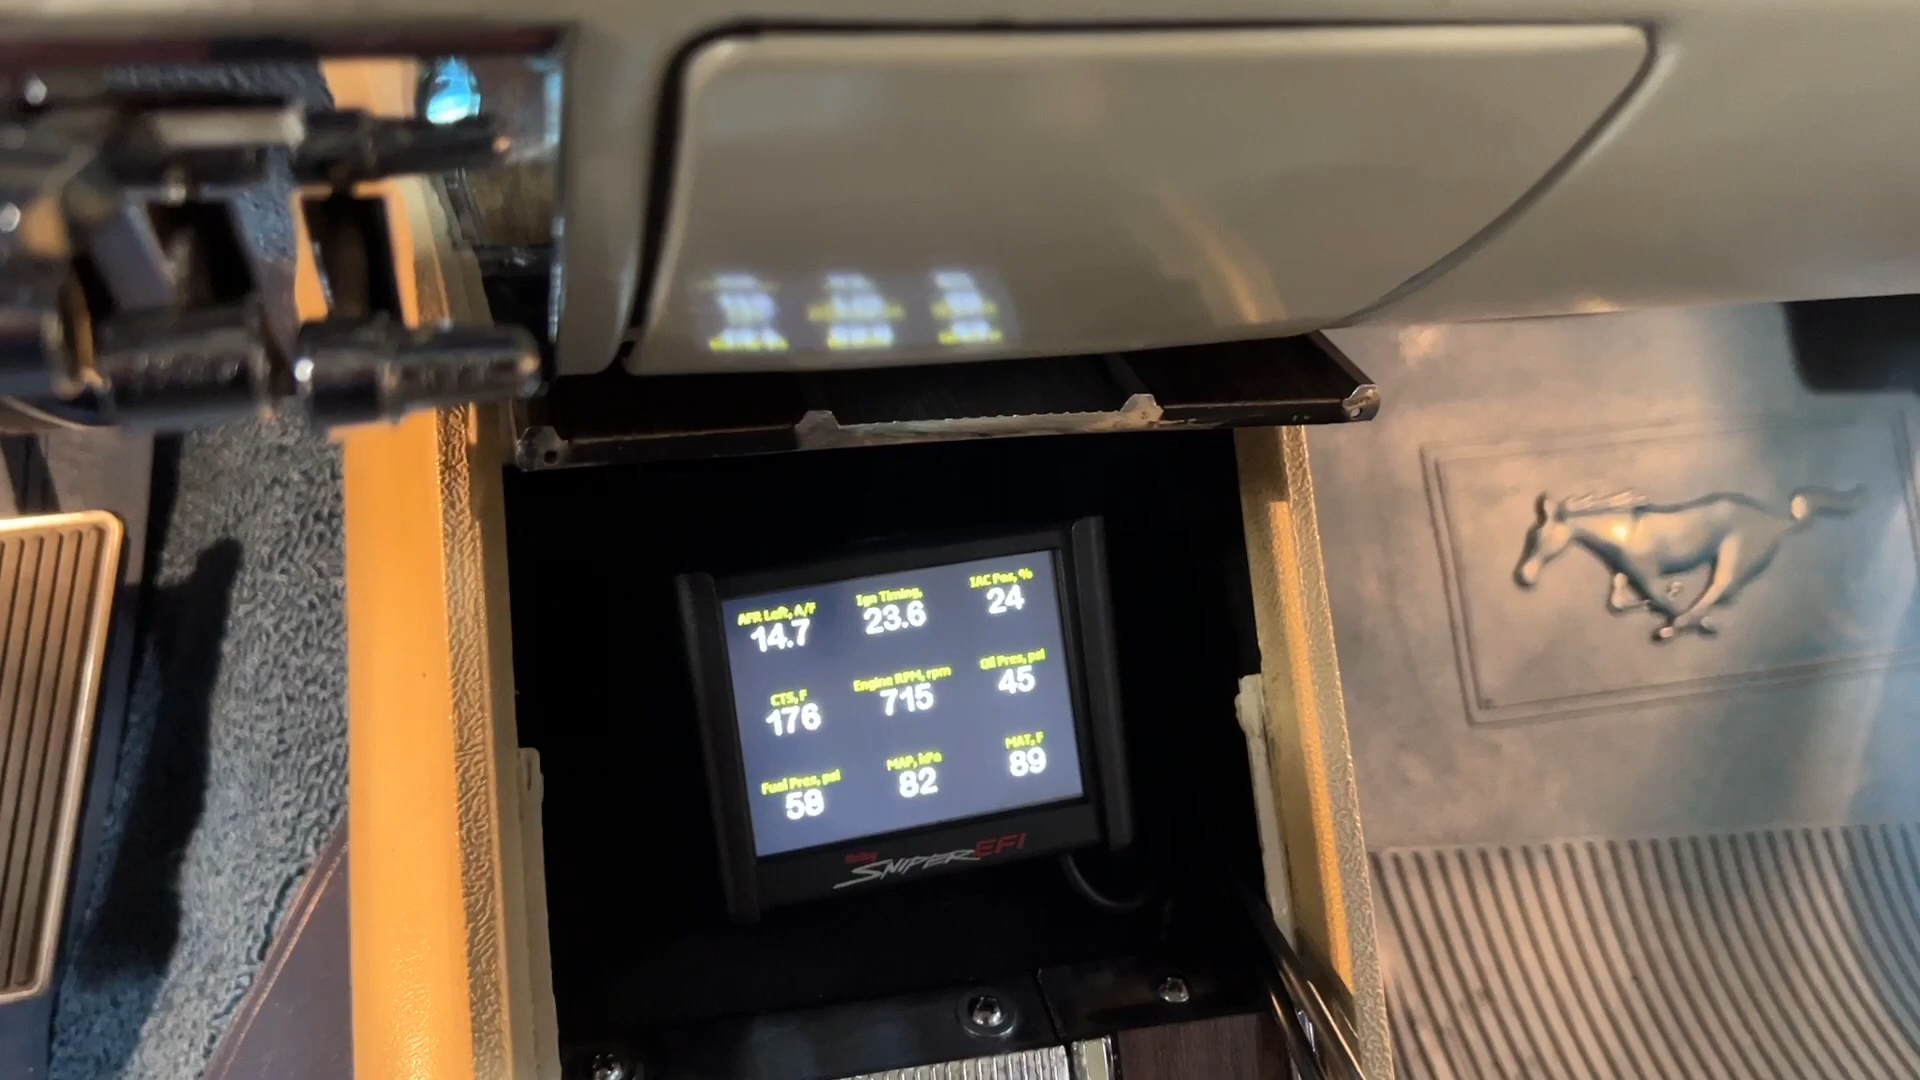 AFR Left, A/F
14.7
Ign Timing,
23.6
IAC Pos, %
24
CTS, F
176
Engine RPM, rpm
715
Oil Pres, psi
45
Fuel Pres, psi
58
MAP, kPa
82
MAT, F
89
Holley
SNIPER EFI